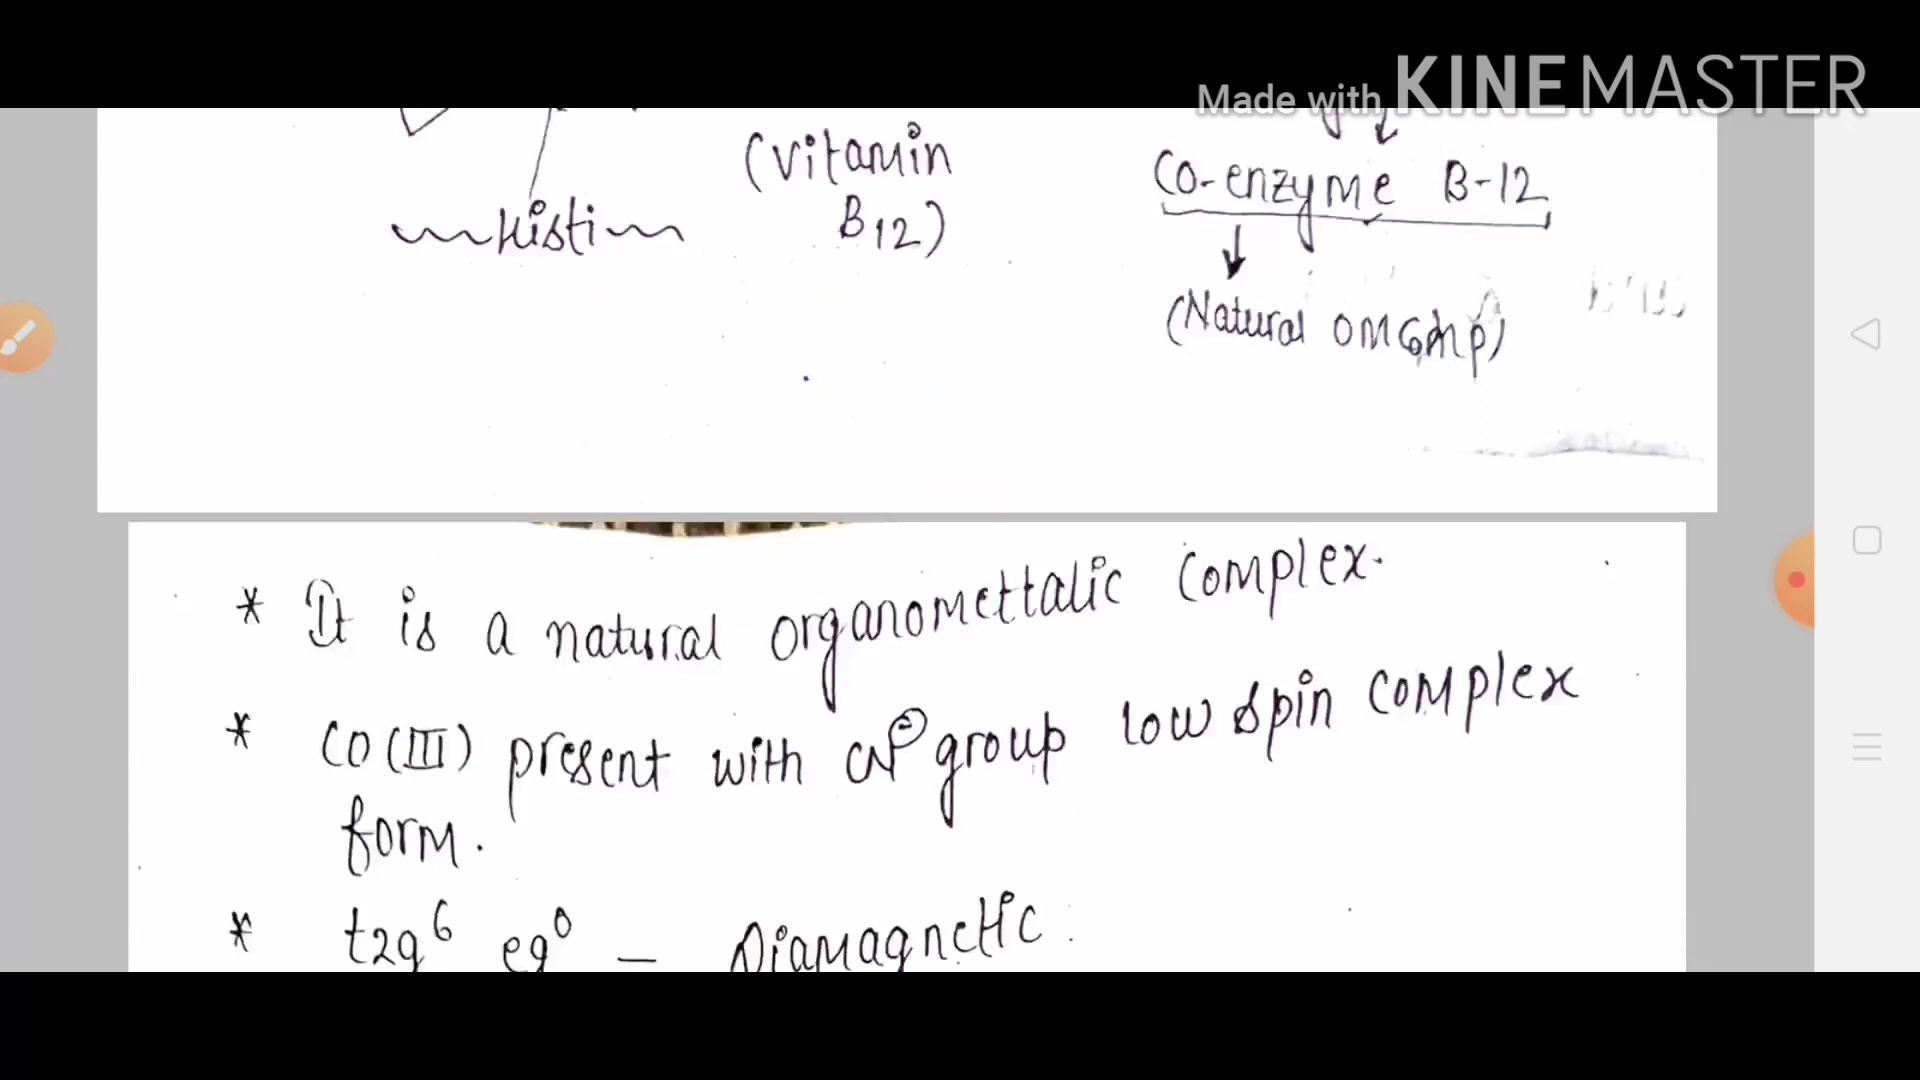 Made with KINEMASTER
(vitamin
B12)
Co-enzyme B-12
Histi
(Natural
* It is a natural organomettalic complex.
* CO(III) present with CN⊖ group low spin complex
form.
* t2g⁶ eg⁰ — Diamagnetic